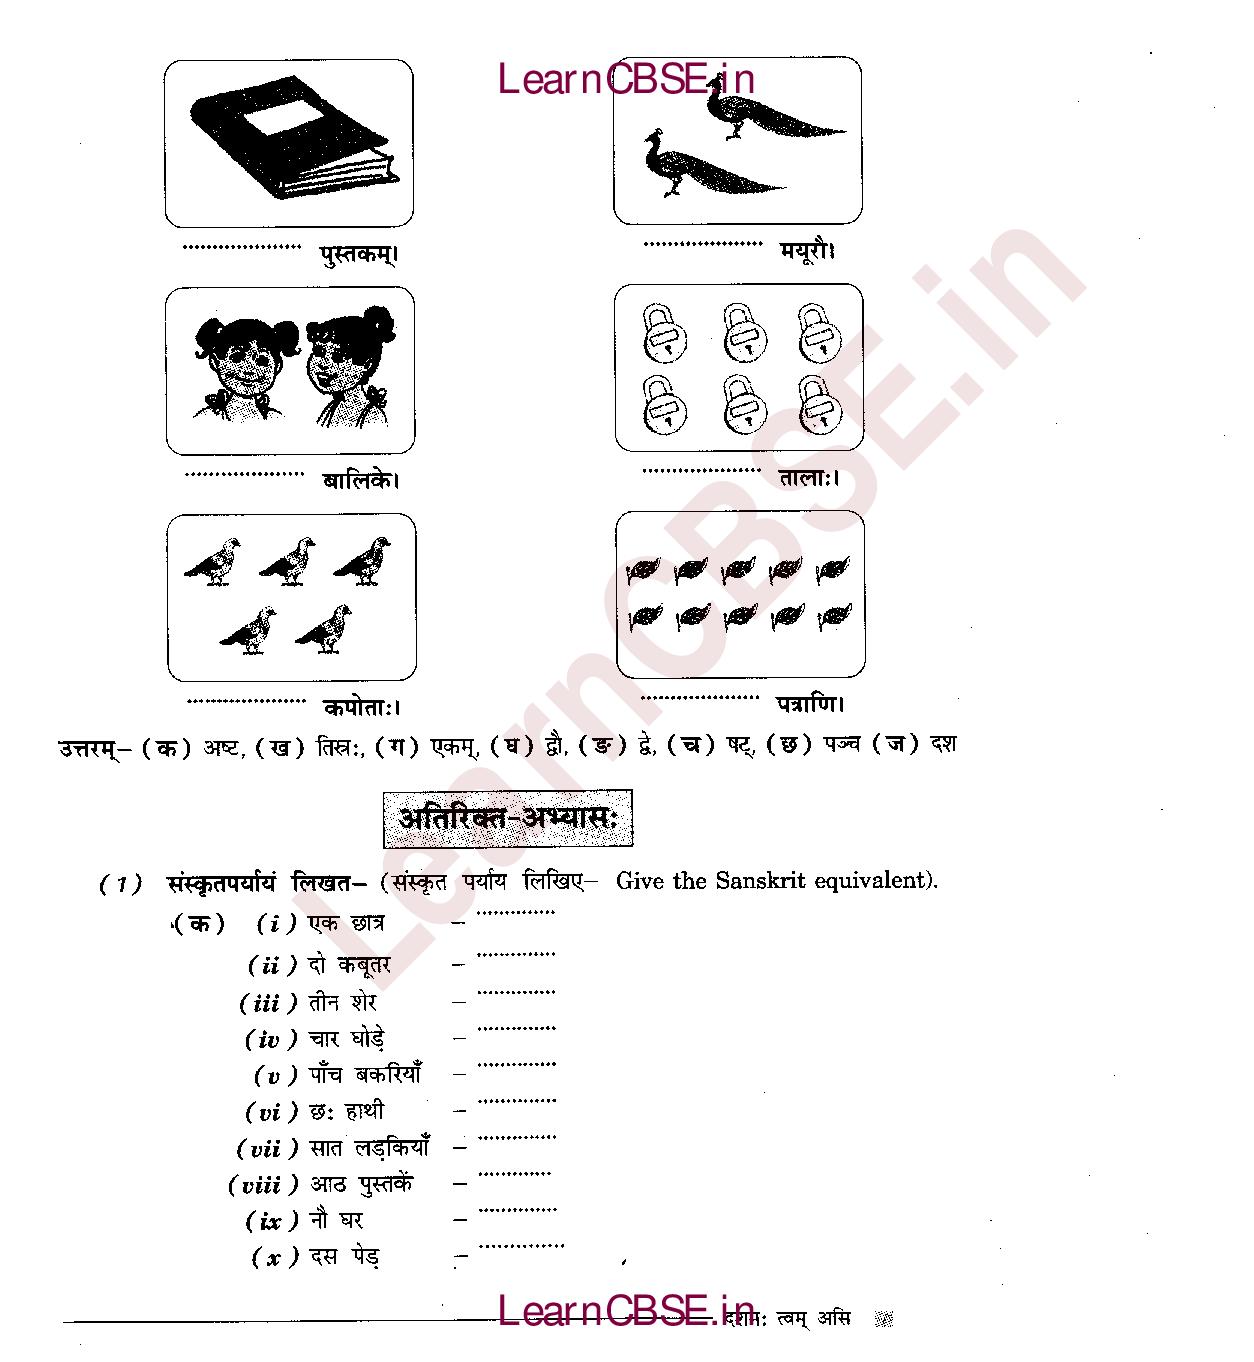 LearnCBSE.in
.................... पुस्तकम्।
.................... मयूरौ।
.................... बालिके।
.................... तालाः।
.................... कपोताः।
.................... पत्राणि।
उत्तरम्– (क) अष्ट, (ख) तिस्रः, (ग) एकम्, (घ) द्वौ, (ङ) द्वे, (च) षट्, (छ) पञ्च (ज) दश
अतिरिक्त-अभ्यासः
(1) संस्कृतपर्यायं लिखत– (संस्कृत पर्याय लिखिए– Give the Sanskrit equivalent).
(क) (i) एक छात्र – ..............
(ii) दो कबूतर – ..............
(iii) तीन शेर – ..............
(iv) चार घोड़े – ..............
(v) पाँच बकरियाँ – ..............
(vi) छः हाथी – ..............
(vii) सात लड़कियाँ – ..............
(viii) आठ पुस्तकें – .............
(ix) नौ घर – ..............
(x) दस पेड़ – ...............
LearnCBSE.in
दशमः त्वम् असि
LearnCBSE.in